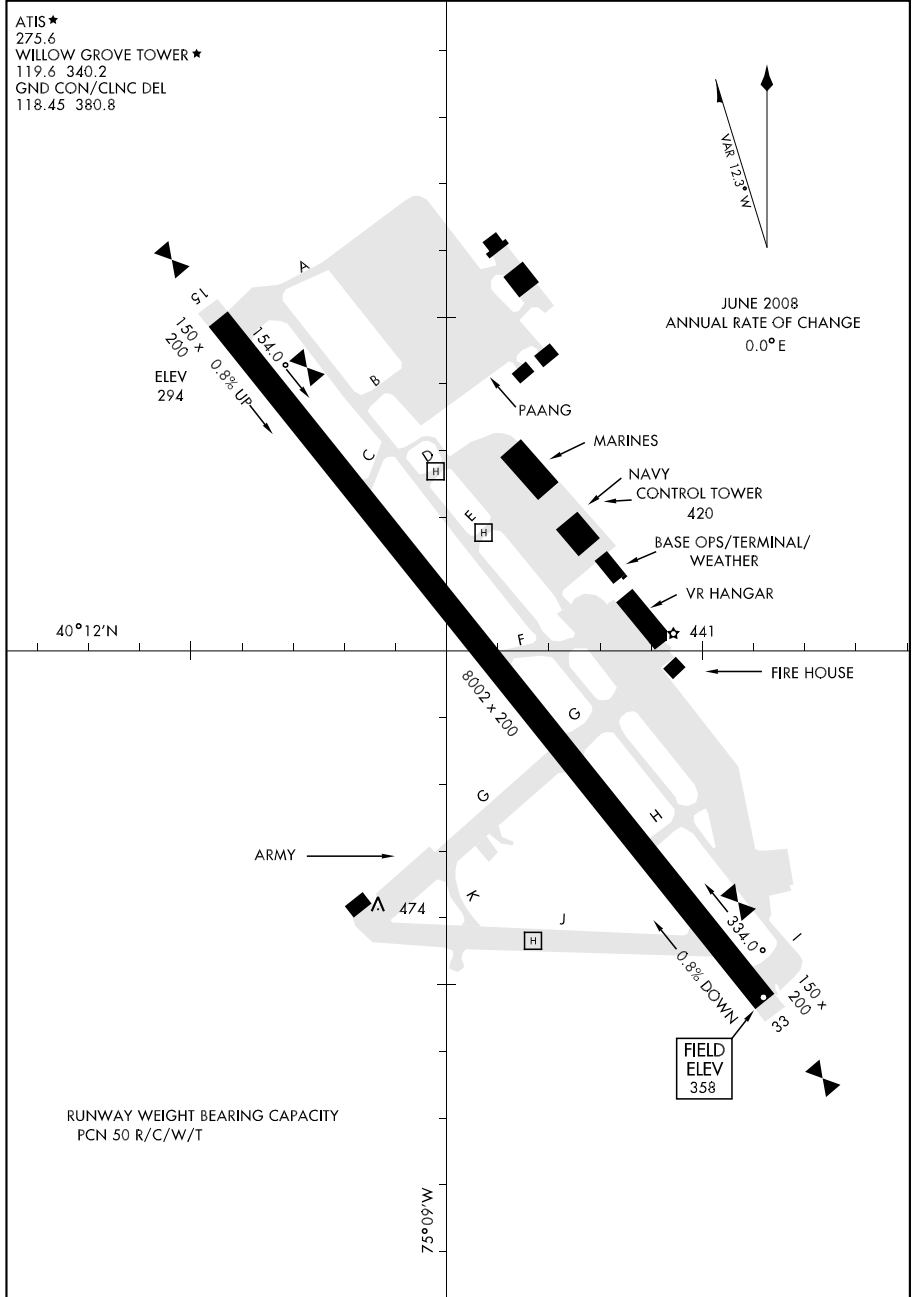 ATIS★
275.6
WILLOW GROVE TOWER★
119.6 340.2
GND CON/CLNC DEL
118.45 380.8
VAR 12.3° W
JUNE 2008
ANNUAL RATE OF CHANGE
0.0° E
A
15
150 x
200
154.0°
ELEV
294
0.8% UP
B
PAANG
C
D
H
MARINES
NAVY
CONTROL TOWER
420
E
H
BASE OPS/TERMINAL/
WEATHER
VR HANGAR
40°12'N
F
441
FIRE HOUSE
8002 x 200
G
G
H
ARMY
474
K
J
H
334.0°
I
0.8% DOWN
150 x
200
33
FIELD
ELEV
358
RUNWAY WEIGHT BEARING CAPACITY
PCN 50 R/C/W/T
75°09'W